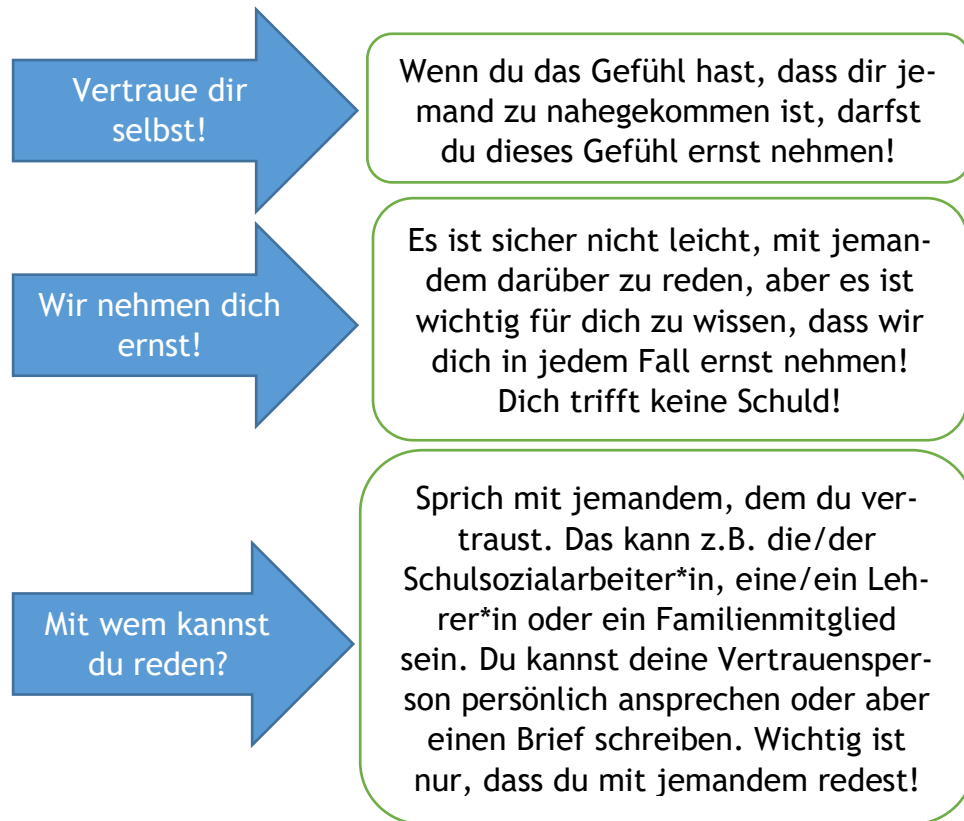 Vertraue dir
selbst!
Wenn du das Gefühl hast, dass dir je-
mand zu nahegekommen ist, darfst
du dieses Gefühl ernst nehmen!
Wir nehmen dich
ernst!
Es ist sicher nicht leicht, mit jeman-
dem darüber zu reden, aber es ist
wichtig für dich zu wissen, dass wir
dich in jedem Fall ernst nehmen!
Dich trifft keine Schuld!
Mit wem kannst
du reden?
Sprich mit jemandem, dem du ver-
traust. Das kann z.B. die/der
Schulsozialarbeiter*in, eine/ein Leh-
rer*in oder ein Familienmitglied
sein. Du kannst deine Vertrauensper-
son persönlich ansprechen oder aber
einen Brief schreiben. Wichtig ist
nur, dass du mit jemandem redest!